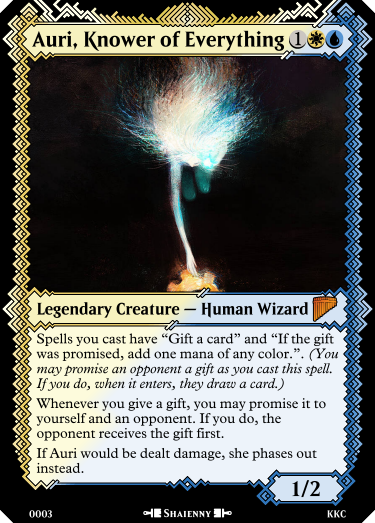 Auri, Knower of Everything 1
Legendary Creature — Human Wizard
Spells you cast have “Gift a card” and “If the gift
was promised, add one mana of any color.”. (You
may promise an opponent a gift as you cast this spell.
If you do, when it enters, they draw a card.)
Whenever you give a gift, you may promise it to
yourself and an opponent. If you do, the
opponent receives the gift first.
If Auri would be dealt damage, she phases out
instead.
1/2
0003 Shaienny KKC